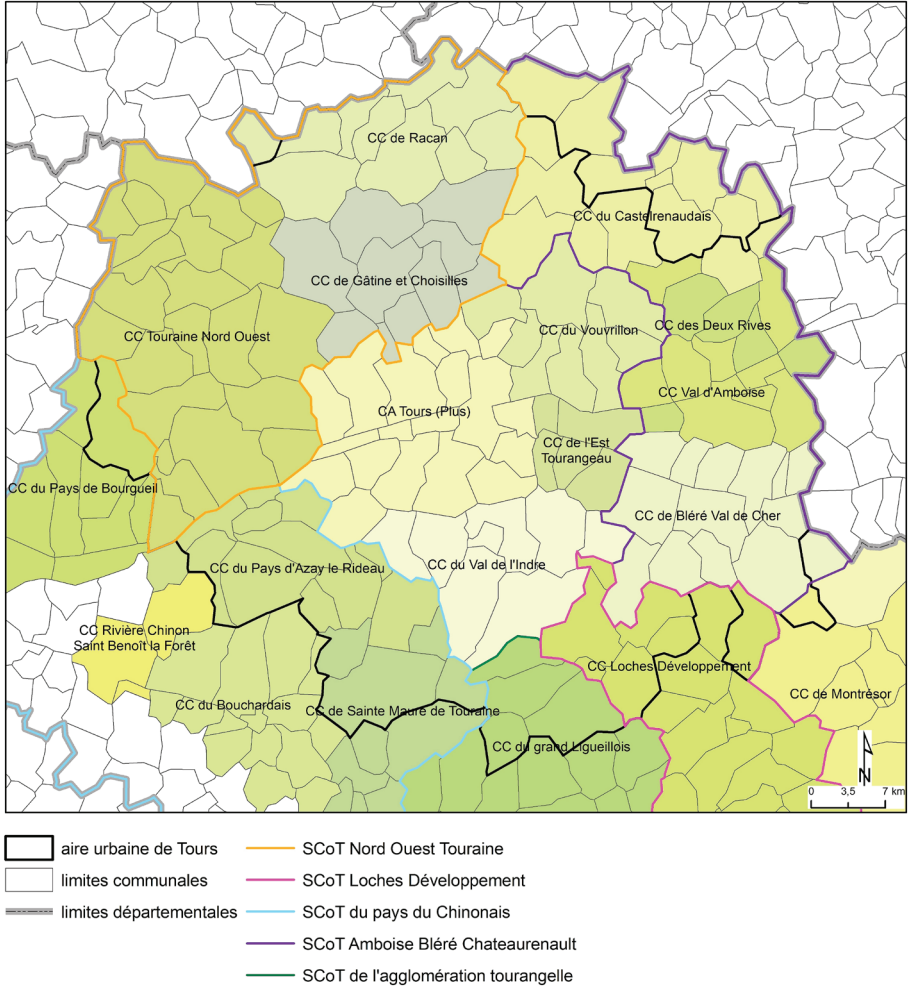 CC de Racan
CC du Castelrenaudais
CC de Gâtine et Choisilles
CC Touraine Nord Ouest
CC du Vouvrillon
CC des Deux Rives
CC Val d'Amboise
CA Tours (Plus)
CC de l'Est
Tourangeau
CC du Pays de Bourgueil
CC de Bléré Val de Cher
CC du Pays d'Azay le Rideau
CC du Val de l'Indre
CC Rivière Chinon
Saint Benoît la Forêt
CC Loches Développement
CC de Montrésor
CC du Bouchardais
CC de Sainte Maure de Touraine
CC du grand Ligueillois
N
0 3,5 7 km
aire urbaine de Tours
limites communales
limites départementales
SCoT Nord Ouest Touraine
SCoT Loches Développement
SCoT du pays du Chinonais
SCoT Amboise Bléré Chateaurenault
SCoT de l'agglomération tourangelle